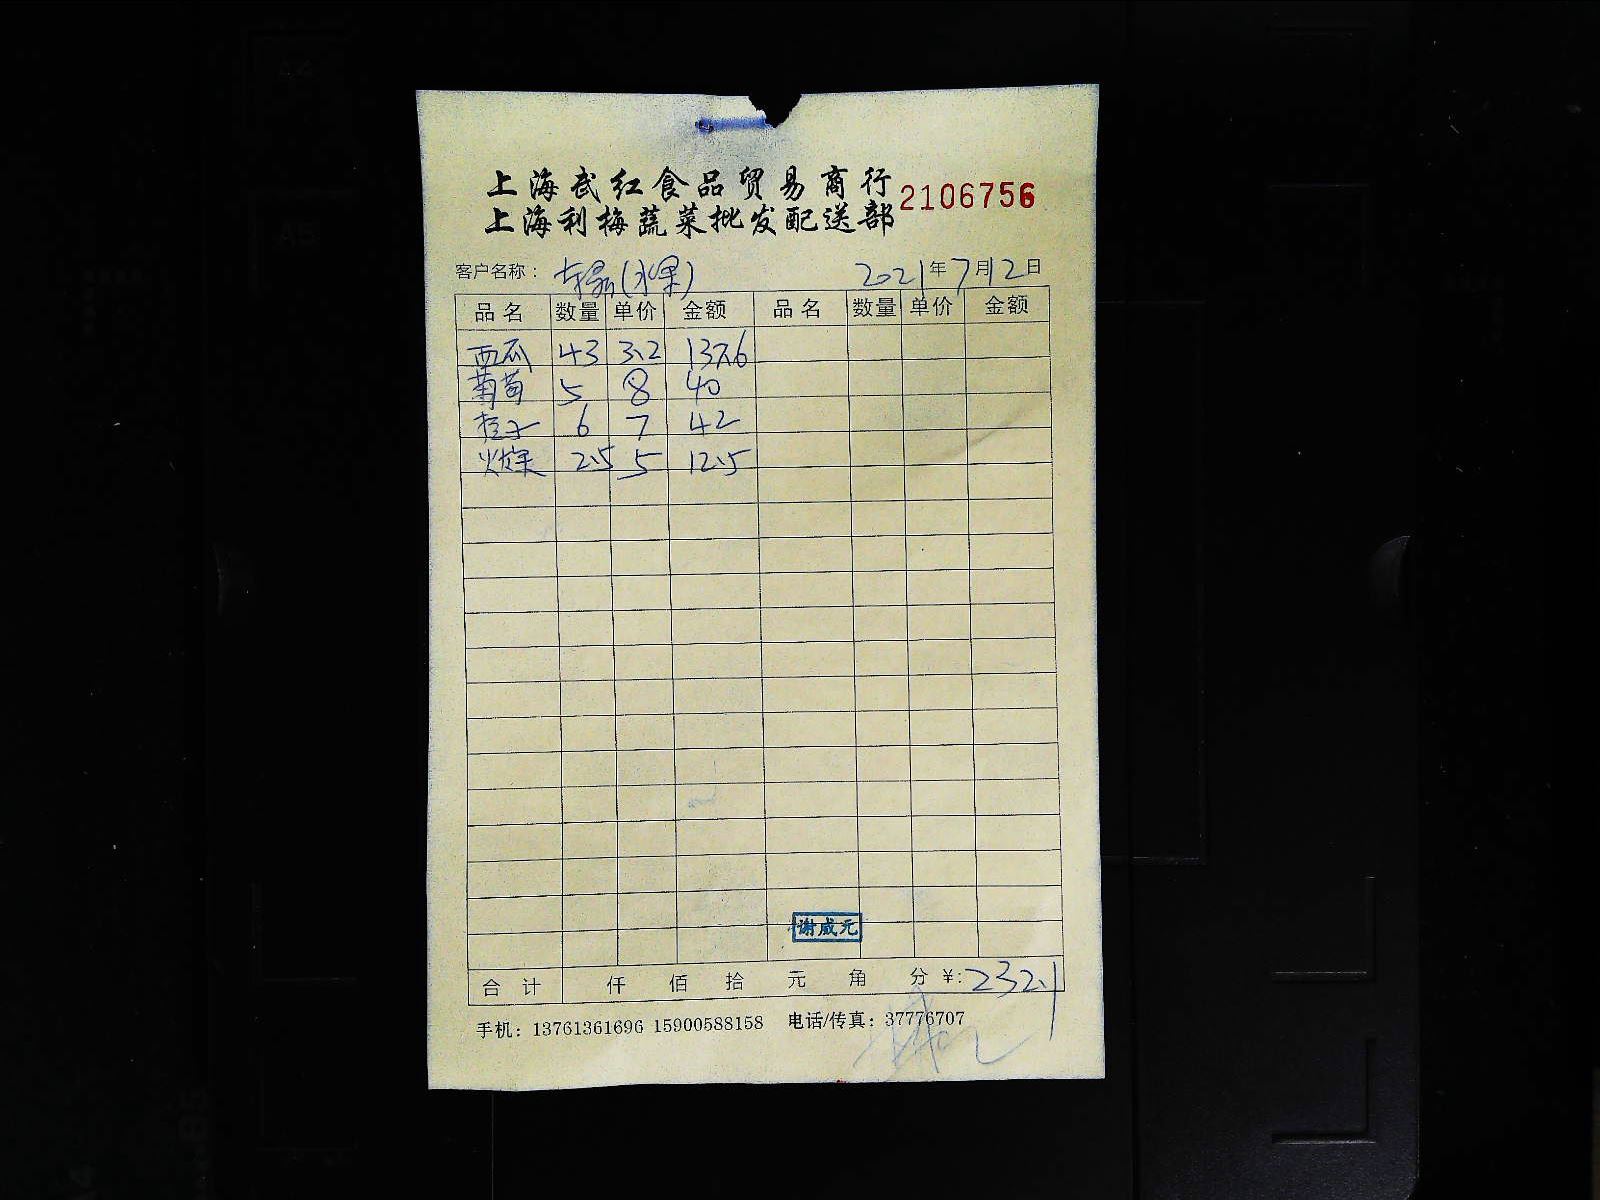 上海武红食品贸易商行
上海利梅蔬菜批发配送部
2106756
客户名称: (水果) 2021年7月12日
品名 数量 单价 金额 品名 数量 单价 金额
西瓜 43 3.2 137.6
葡萄 5 8 40
桔子 6 7 42
火龙果 2.5 5 12.5
谢威元
合计 仟 佰 拾 元 角 分 ¥: 232.1
手机: 13761361696 15900588158 电话/传真: 37776707